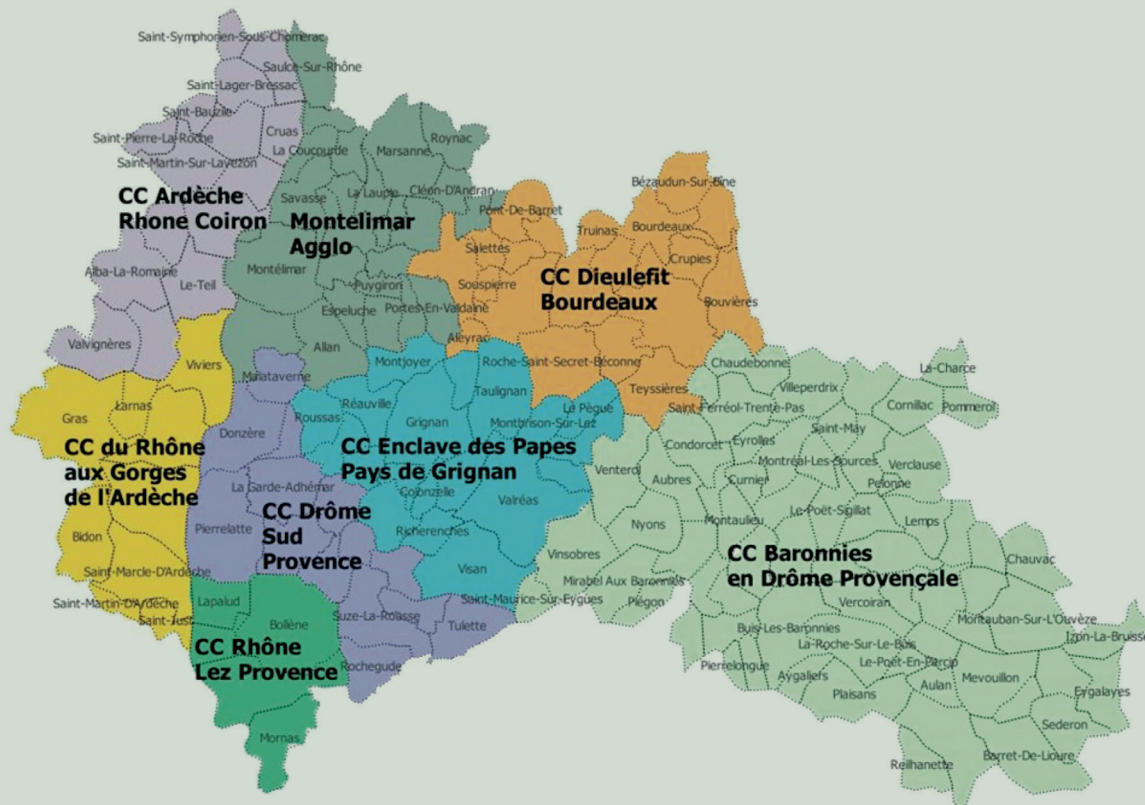 Saint-Symphorien-Sous-Chomerac
Saulce-Sur-Rhône
Saint-Lager-Bressac
Saint-Bauzile
Saint-Pierre-La-Roche
Cruas
La Coucourde
Marsanne
Roynac
Saint-Martin-Sur-Lavezon
CC Ardèche
Rhone Coiron
Savasse
La Laupie
Cléon-D'Andran
Montelimar
Agglo
Bézaudun-Sur-Bîne
Pont-De-Barret
Truinas
Bourdeaux
Salettes
Crupies
Alba-La-Romaine
Le-Teil
Montélimar
Puygiron
Souspierre
CC Dieulefit
Bourdeaux
Bouvières
Espeluche
Portes-En-Valdaine
Valvignères
Viviers
Allan
Aleyrac
Malataverne
Montjoyer
Roche-Saint-Secret-Béconne
Chaudebonne
La-Charce
Taulignan
Teyssières
Villeperdrix
Gras
Larnas
Roussas
Réauville
Grignan
Le Pègue
Montbrison-Sur-Lez
Saint-Ferréol-Trente-Pas
Cornillac
Pommerol
Donzère
CC du Rhône
aux Gorges
de l'Ardèche
CC Enclave des Papes
Pays de Grignan
Saint-May
Condorcet
Eyrolles
Venterol
Aubres
Curnier
Montréal-Les-Sources
Verclause
Pelonne
La Garde-Adhémar
Colonzelle
Valréas
CC Drôme
Sud
Provence
Bidon
Pierrelatte
Richerenches
Nyons
Montaulieu
Le-Poët-Sigillat
Lemps
Vinsobres
CC Baronnies
en Drôme Provençale
Chauvac
Saint-Marcle-D'Ardèche
Visan
Mirabel Aux Baronnies
Piégon
Saint-Martin-D'Ardèche
Saint-Just
Lapalud
Saint-Maurice-Sur-Eygues
Vercoiran
Bollène
Suze-La-Rousse
Tulette
Buis-Les-Baronnies
Montauban-Sur-L'Ouvèze
Izon-La-Bruisse
CC Rhône
Lez Provence
Rochegude
Pierrelongue
La-Roche-Sur-Le-Buis
Le-Poët-En-Percip
Aygaliefs
Plaisans
Aulan
Mevouillon
Eygalayes
Mornas
Sederon
Reilhanette
Barret-De-Lioure